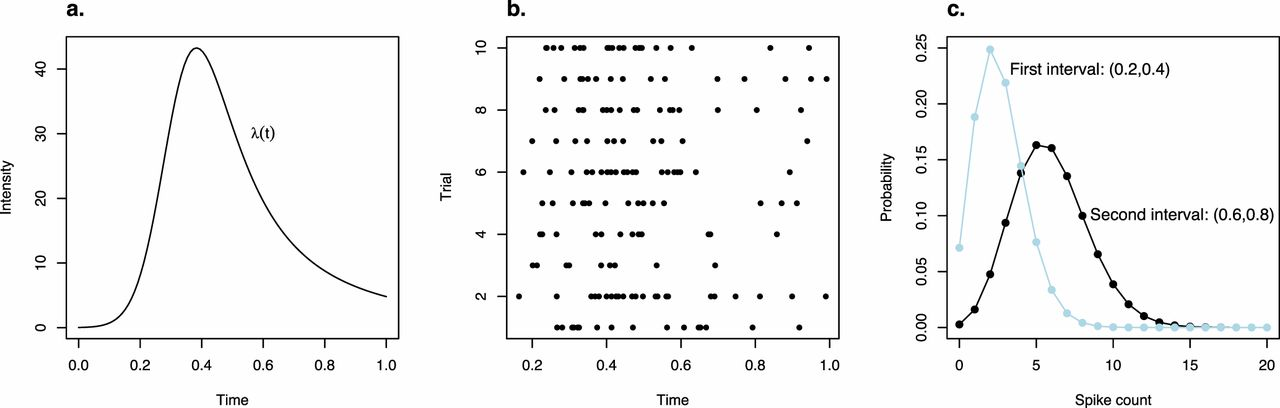 a.
Intensity
40
30
20
10
0
λ(t)
0.0 0.2 0.4 0.6 0.8 1.0
Time
b.
Trial
10
8
6
4
2
0.2 0.4 0.6 0.8 1.0
Time
c.
Probability
0.25
0.20
0.15
0.10
0.05
0.00
First interval: (0.2,0.4)
Second interval: (0.6,0.8)
0 5 10 15 20
Spike count